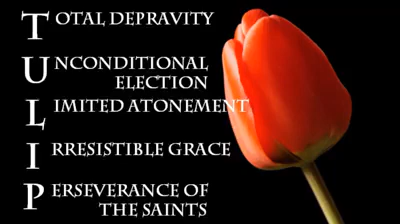 TOTAL DEPRAVITY
UNCONDITIONAL
ELECTION
LIMITED ATONEMENT
IRRESISTIBLE GRACE
PERSEVERANCE OF
THE SAINTS